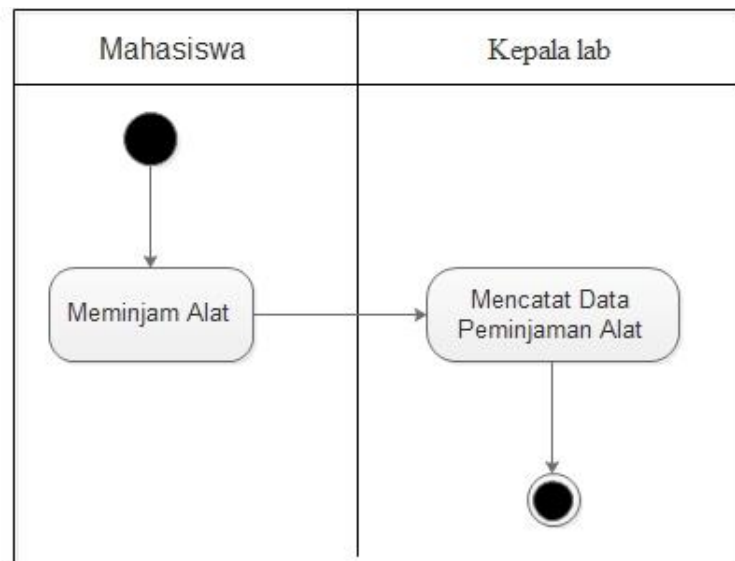 Mahasiswa
Kepala lab
Meminjam Alat
Mencatat Data
Peminjaman Alat